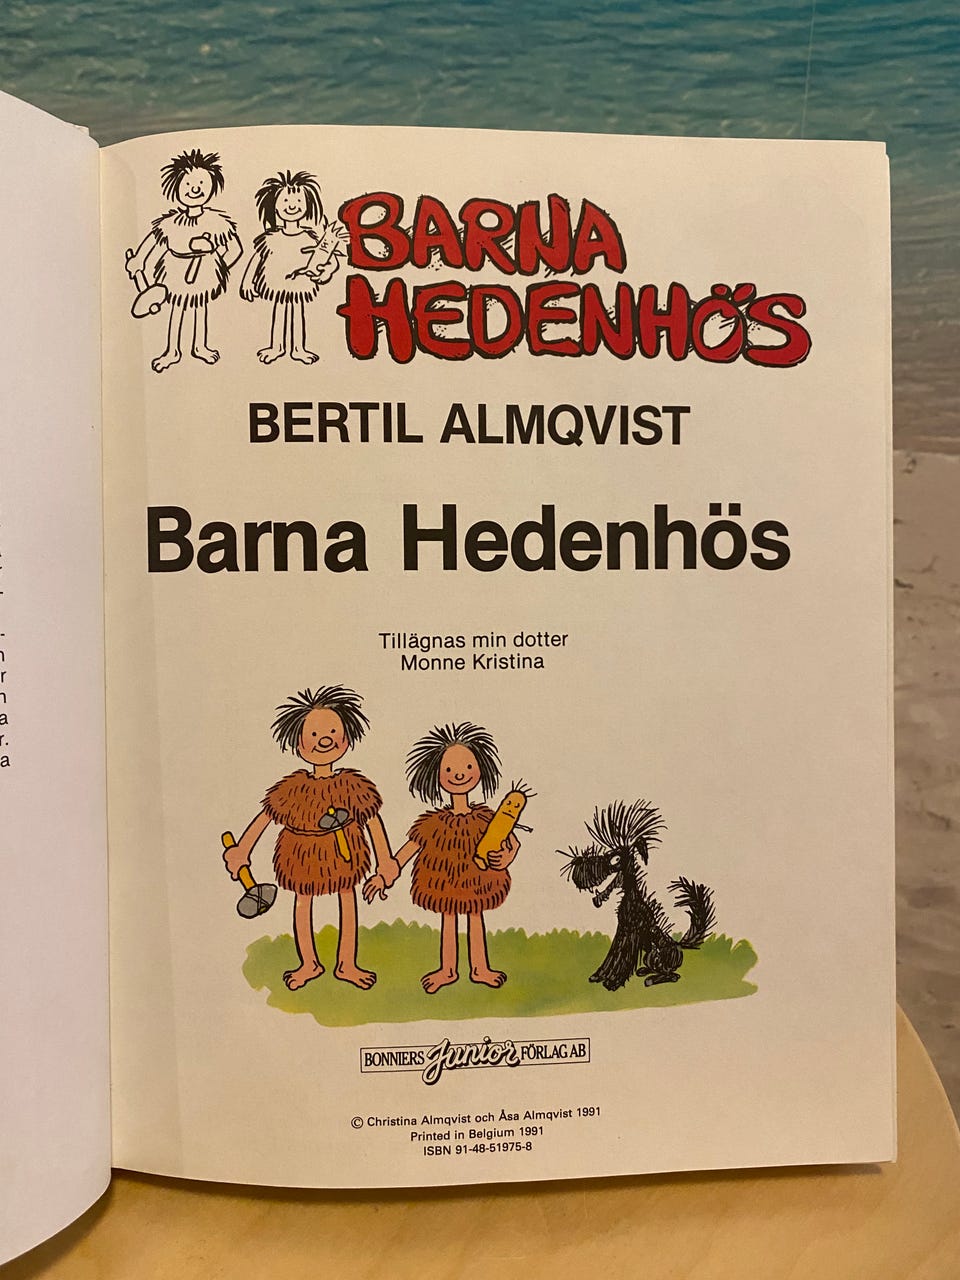 BARNA
HEDENHÖS
BERTIL ALMQVIST
Barna Hedenhös
Tillägnas min dotter
Monne Kristina
BONNIERS Junior FÖRLAG AB
© Christina Almqvist och Åsa Almqvist 1991
Printed in Belgium 1991
ISBN 91-48-51975-8